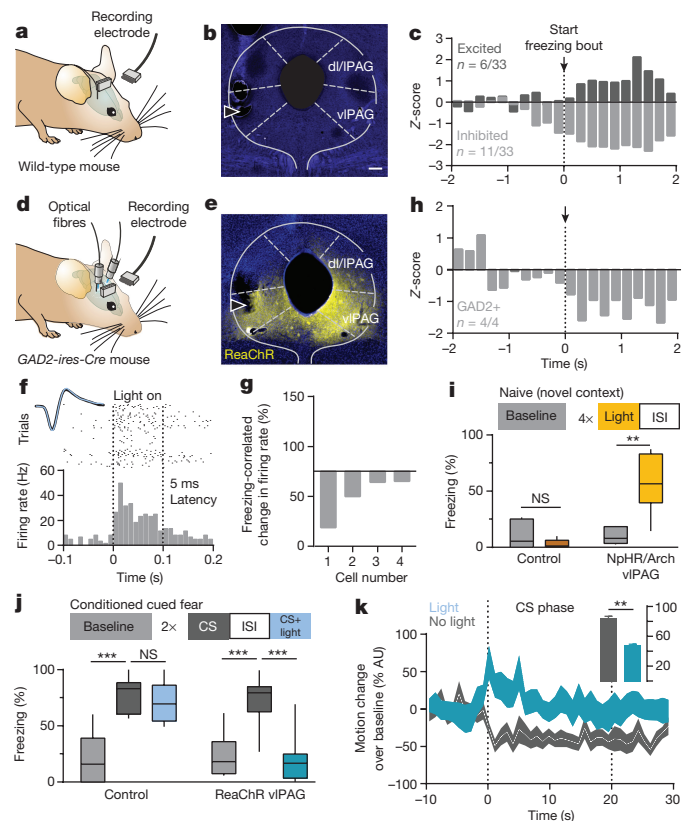 a
Recording
electrode
Wild-type mouse
b
dl/lPAG
vlPAG
c
Start
freezing bout
Excited
n = 6/33
Inhibited
n = 11/33
Z-score
3
2
1
0
−1
−2
−3
−2 −1 0 1 2
d
Optical
fibres
Recording
electrode
GAD2-ires-Cre mouse
e
dl/lPAG
vlPAG
ReaChR
h
Z-score
2
1
0
−1
−2
GAD2+
n = 4/4
−2 −1 0 1 2
Time (s)
f
Light on
Trials
Firing rate (Hz)
60
40
20
0
5 ms
Latency
−0.1 0 0.1 0.2
Time (s)
g
Freezing-correlated
change in firing rate (%)
150
100
50
0
1 2 3 4
Cell number
i
Naive (novel context)
Baseline 4× Light ISI
Freezing (%)
100
75
50
25
0
NS
**
Control
NpHR/Arch
vlPAG
j
Conditioned cued fear
Baseline 2× CS ISI CS+
light
Freezing (%)
100
75
50
25
0
*** NS *** ***
Control ReaChR vlPAG
k
Light
No light
CS phase
**
100
80
60
40
20
Motion change
over baseline (% AU)
100
50
0
−50
−100
−10 0 10 20 30
Time (s)